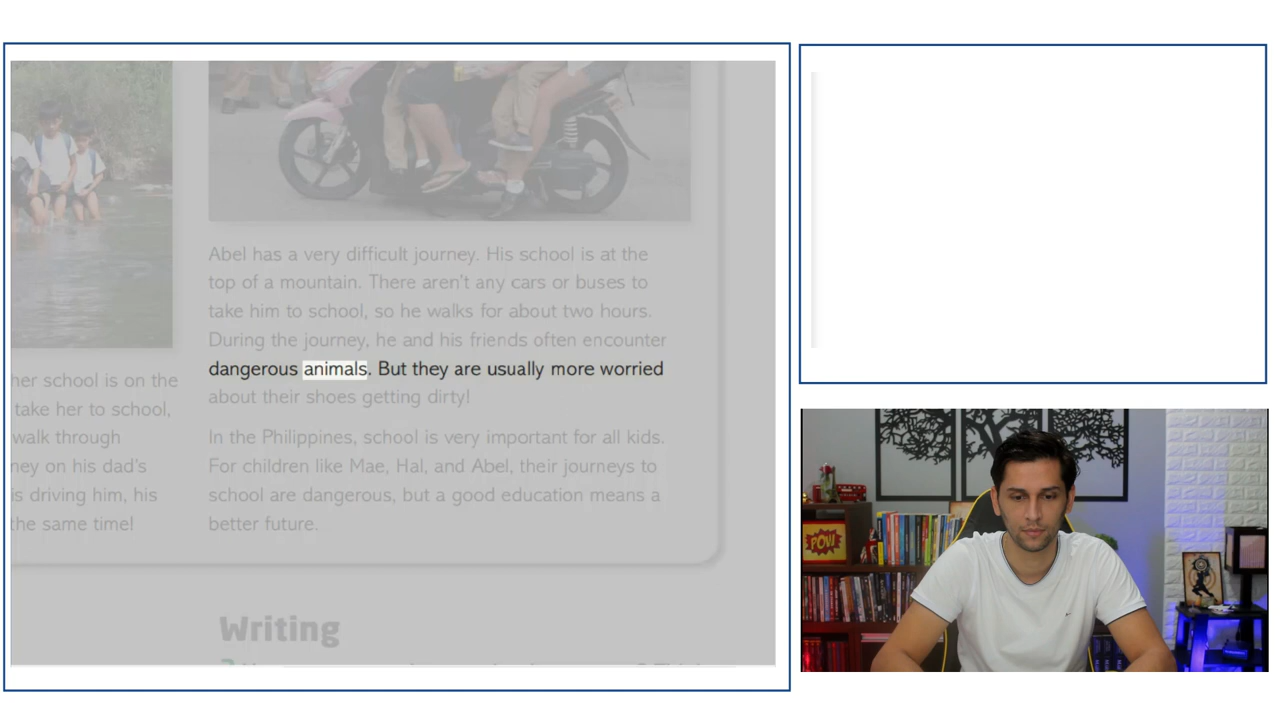 her school is on the
take her to school,
walk through
ney on his dad's
is driving him, his
the same time!
Abel has a very difficult journey. His school is at the
top of a mountain. There aren't any cars or buses to
take him to school, so he walks for about two hours.
During the journey, he and his friends often encounter
dangerous animals. But they are usually more worried
about their shoes getting dirty!
In the Philippines, school is very important for all kids.
For children like Mae, Hal, and Abel, their journeys to
school are dangerous, but a good education means a
better future.
Writing
POW!